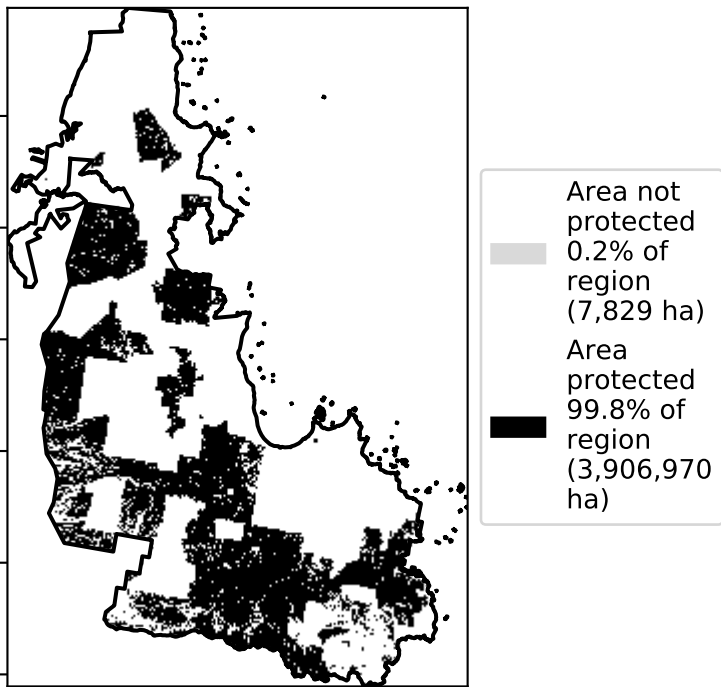 Area not
protected
0.2% of
region
(7,829 ha)
Area
protected
99.8% of
region
(3,906,970
ha)